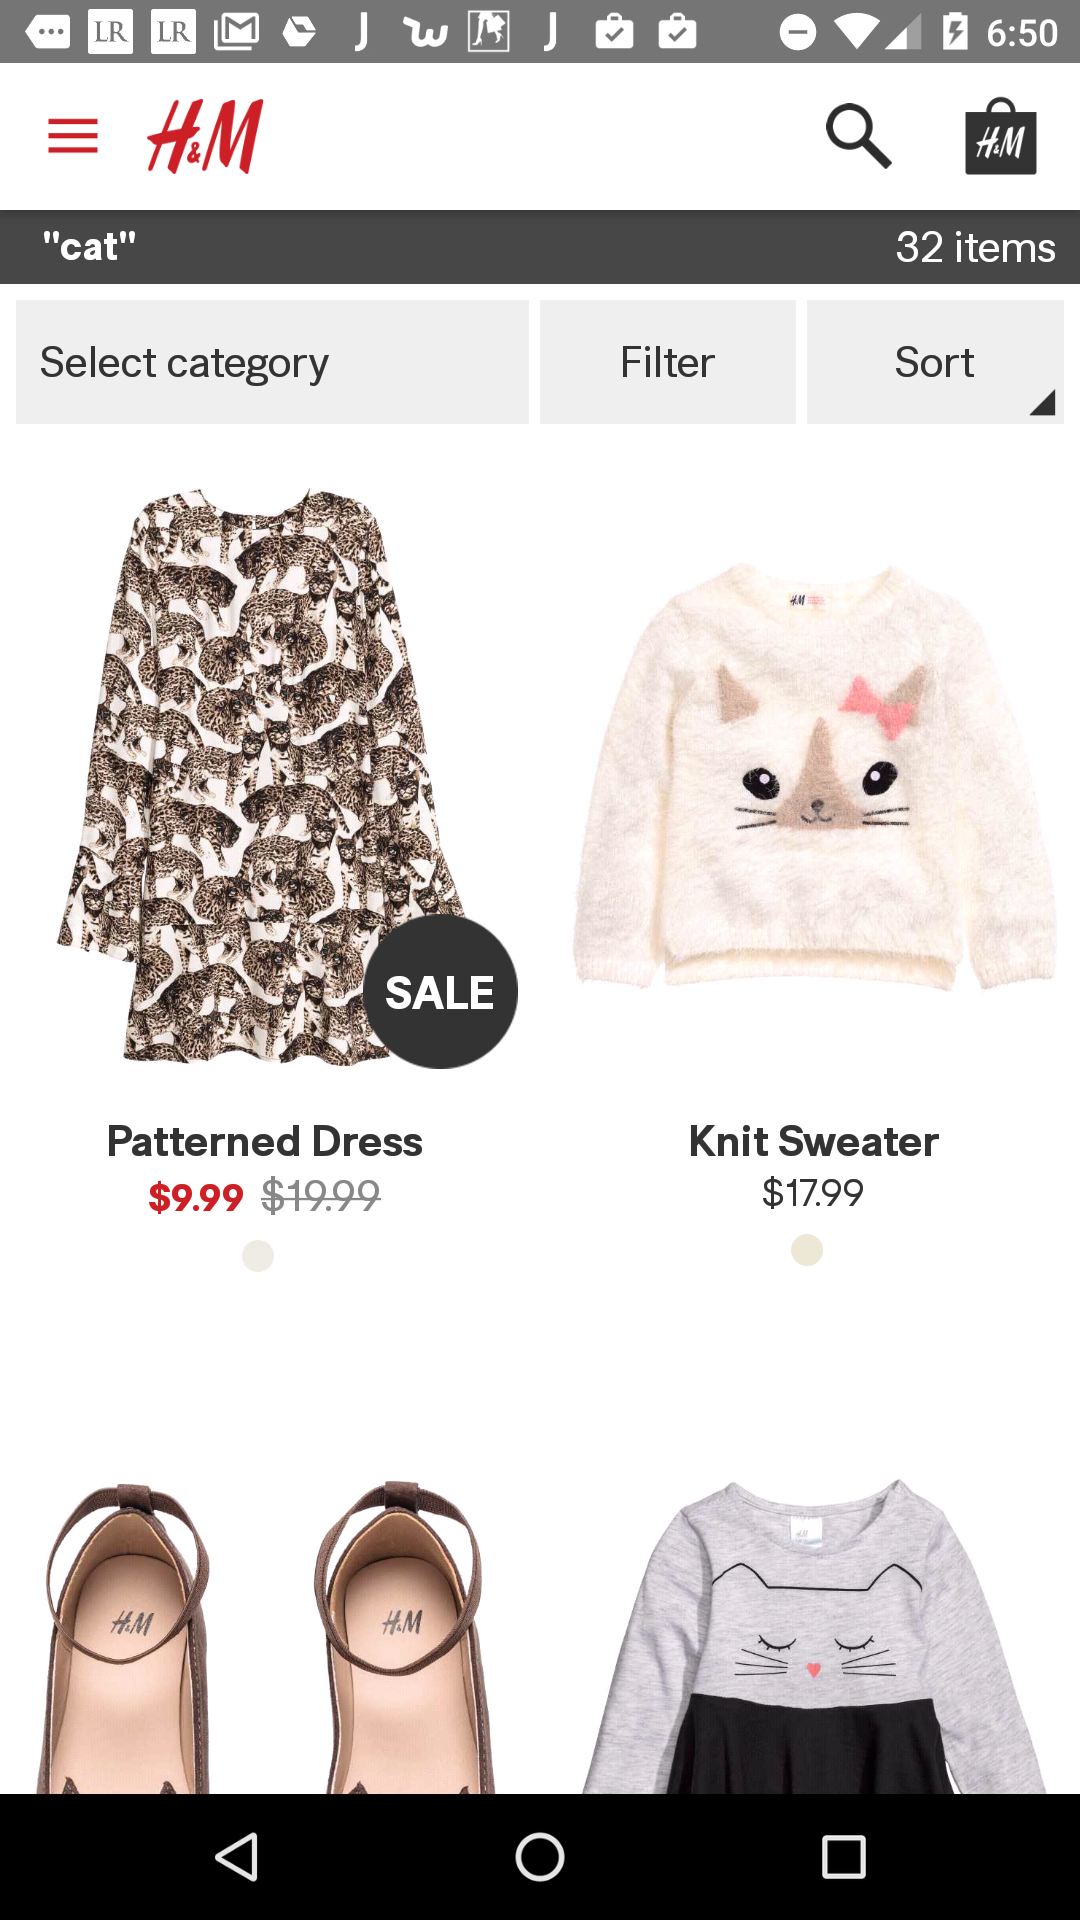 LR LR 6:50
H&M H&M
"cat" 32 items
Select category Filter Sort
H&M
SALE
Patterned Dress Knit Sweater
$9.99 $19.99 $17.99
H&M H&M H&M